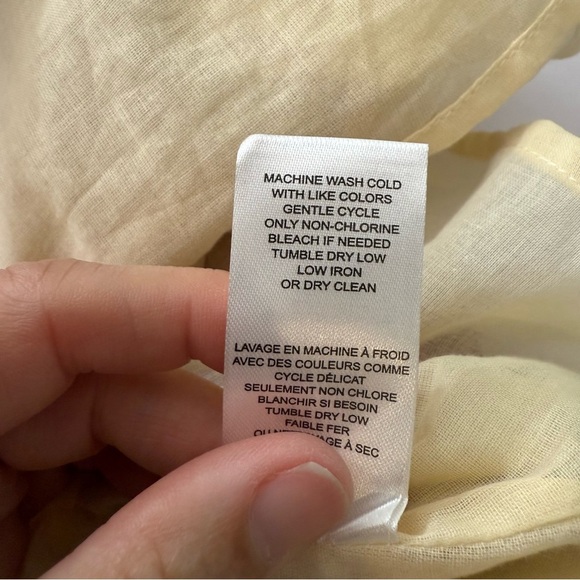 MACHINE WASH COLD
WITH LIKE COLORS
GENTLE CYCLE
ONLY NON-CHLORINE
BLEACH IF NEEDED
TUMBLE DRY LOW
LOW IRON
OR DRY CLEAN
LAVAGE EN MACHINE À FROID
AVEC DES COULEURS COMME
CYCLE DÉLICAT
SEULEMENT NON CHLORE
BLANCHIR SI BESOIN
TUMBLE DRY LOW
FAIBLE FER
OU À SEC